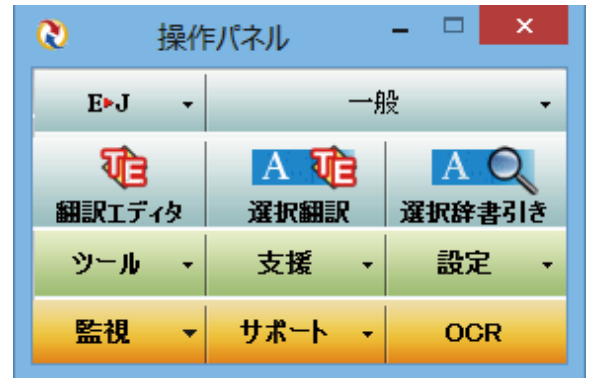 操作パネル
E▸J 一般
翻訳エディタ 選択翻訳 選択辞書引き
ツール 支援 設定
監視 サポート OCR